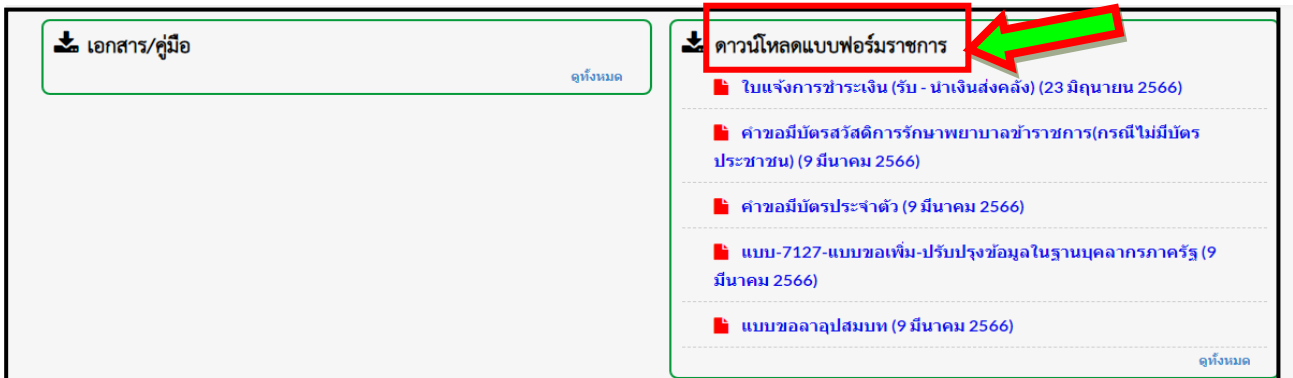 เอกสาร/คู่มือ
ดูทั้งหมด
ดาวน์โหลดแบบฟอร์มราชการ
ใบแจ้งการชำระเงิน (รับ - นำเงินส่งคลัง) (23 มิถุนายน 2566)
คำขอมีบัตรสวัสดิการรักษาพยาบาลข้าราชการ(กรณีไม่มีบัตร
ประชาชน) (9 มีนาคม 2566)
คำขอมีบัตรประจำตัว (9 มีนาคม 2566)
แบบ-7127-แบบขอเพิ่ม-ปรับปรุงข้อมูลในฐานบุคลากรภาครัฐ (9
มีนาคม 2566)
แบบขอลาอุปสมบท (9 มีนาคม 2566)
ดูทั้งหมด